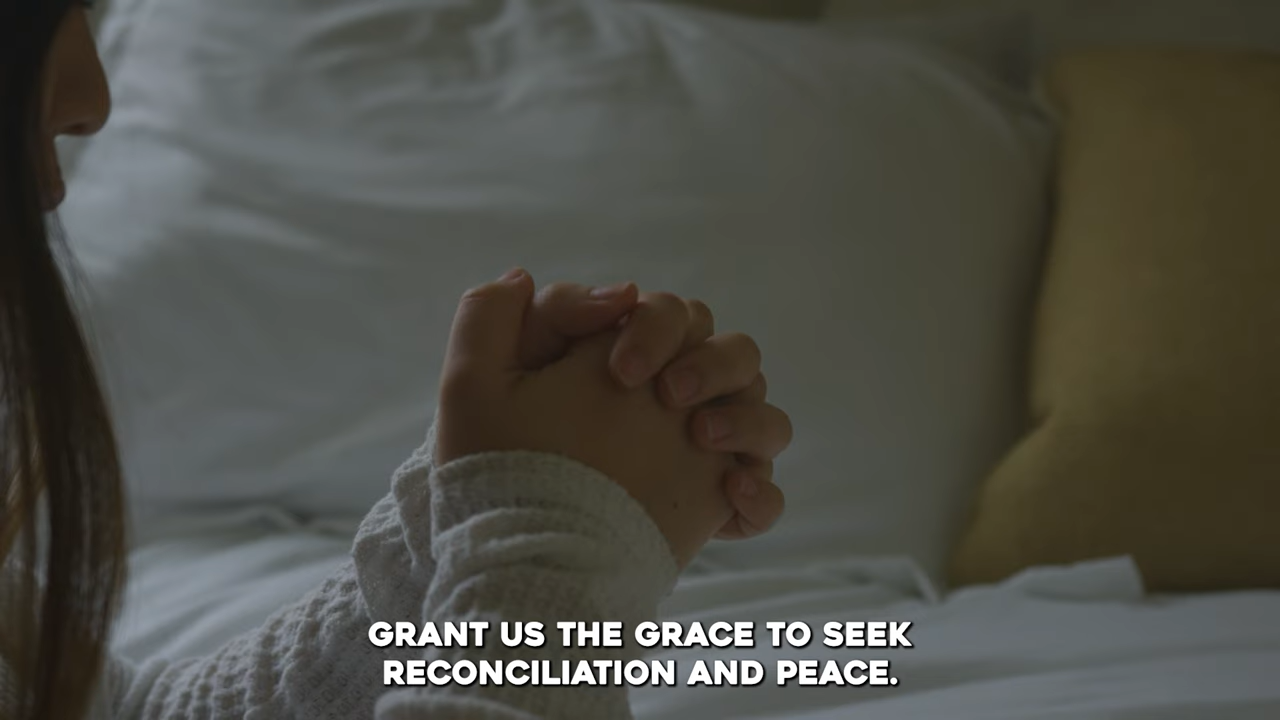 GRANT US THE GRACE TO SEEK
RECONCILIATION AND PEACE.